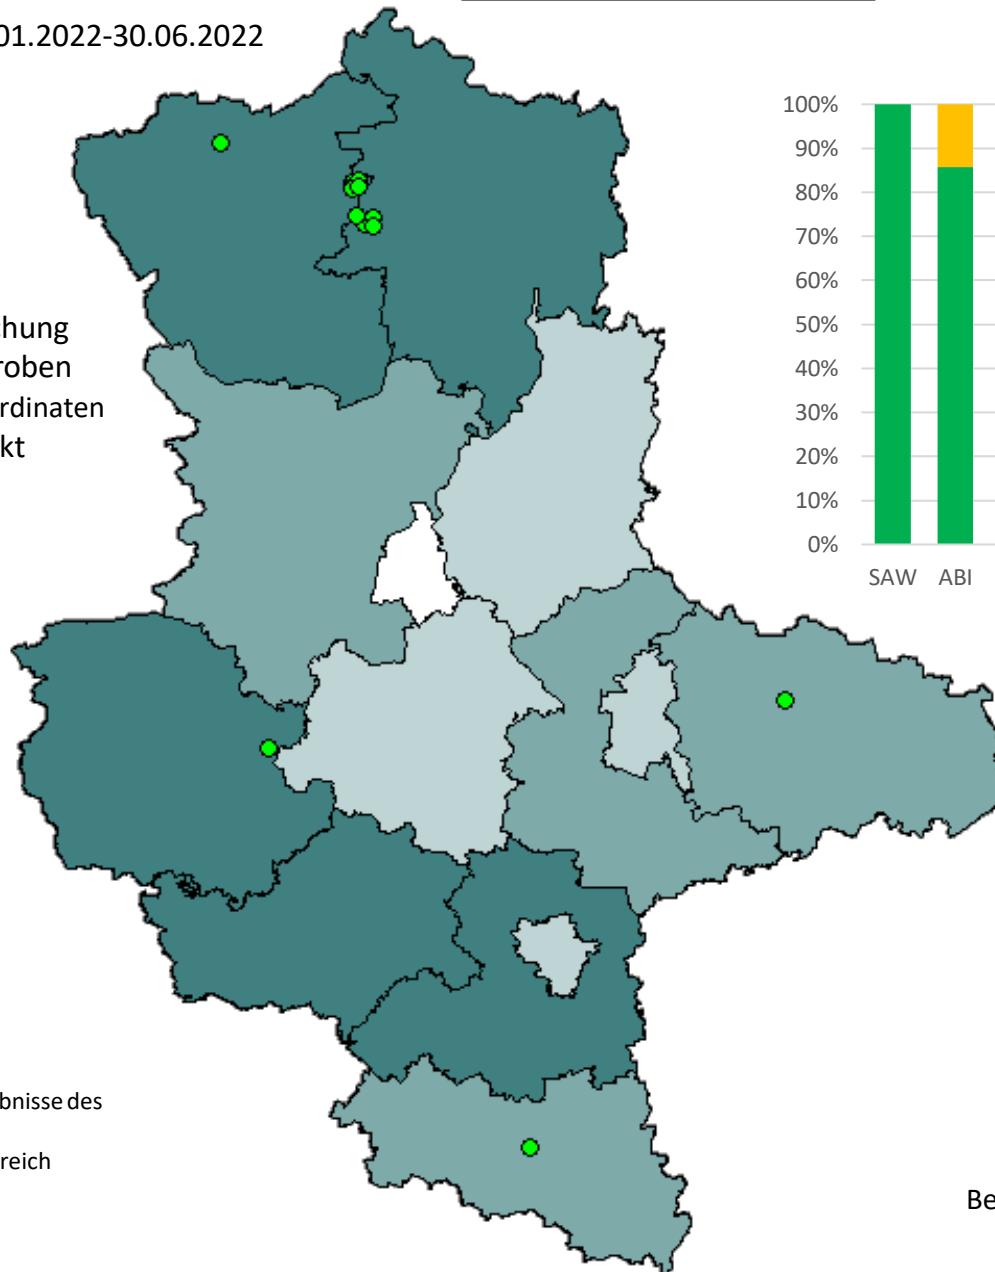 01.2022-30.06.2022
100%
90%
80%
70%
60%
50%
40%
30%
20%
10%
0%
SAW ABI
chung
roben
rdinaten
kt
bnisse des
reich
Be